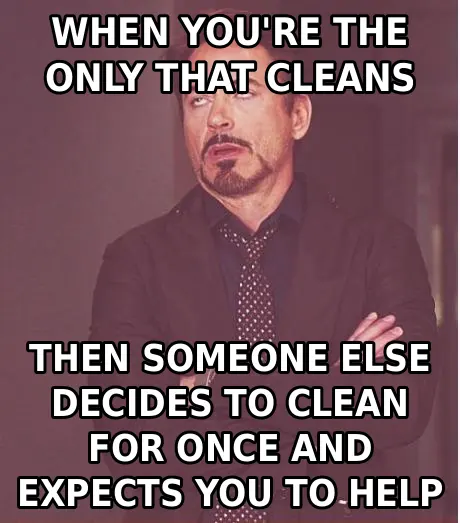 WHEN YOU'RE THE
ONLY THAT CLEANS
THEN SOMEONE ELSE
DECIDES TO CLEAN
FOR ONCE AND
EXPECTS YOU TO HELP